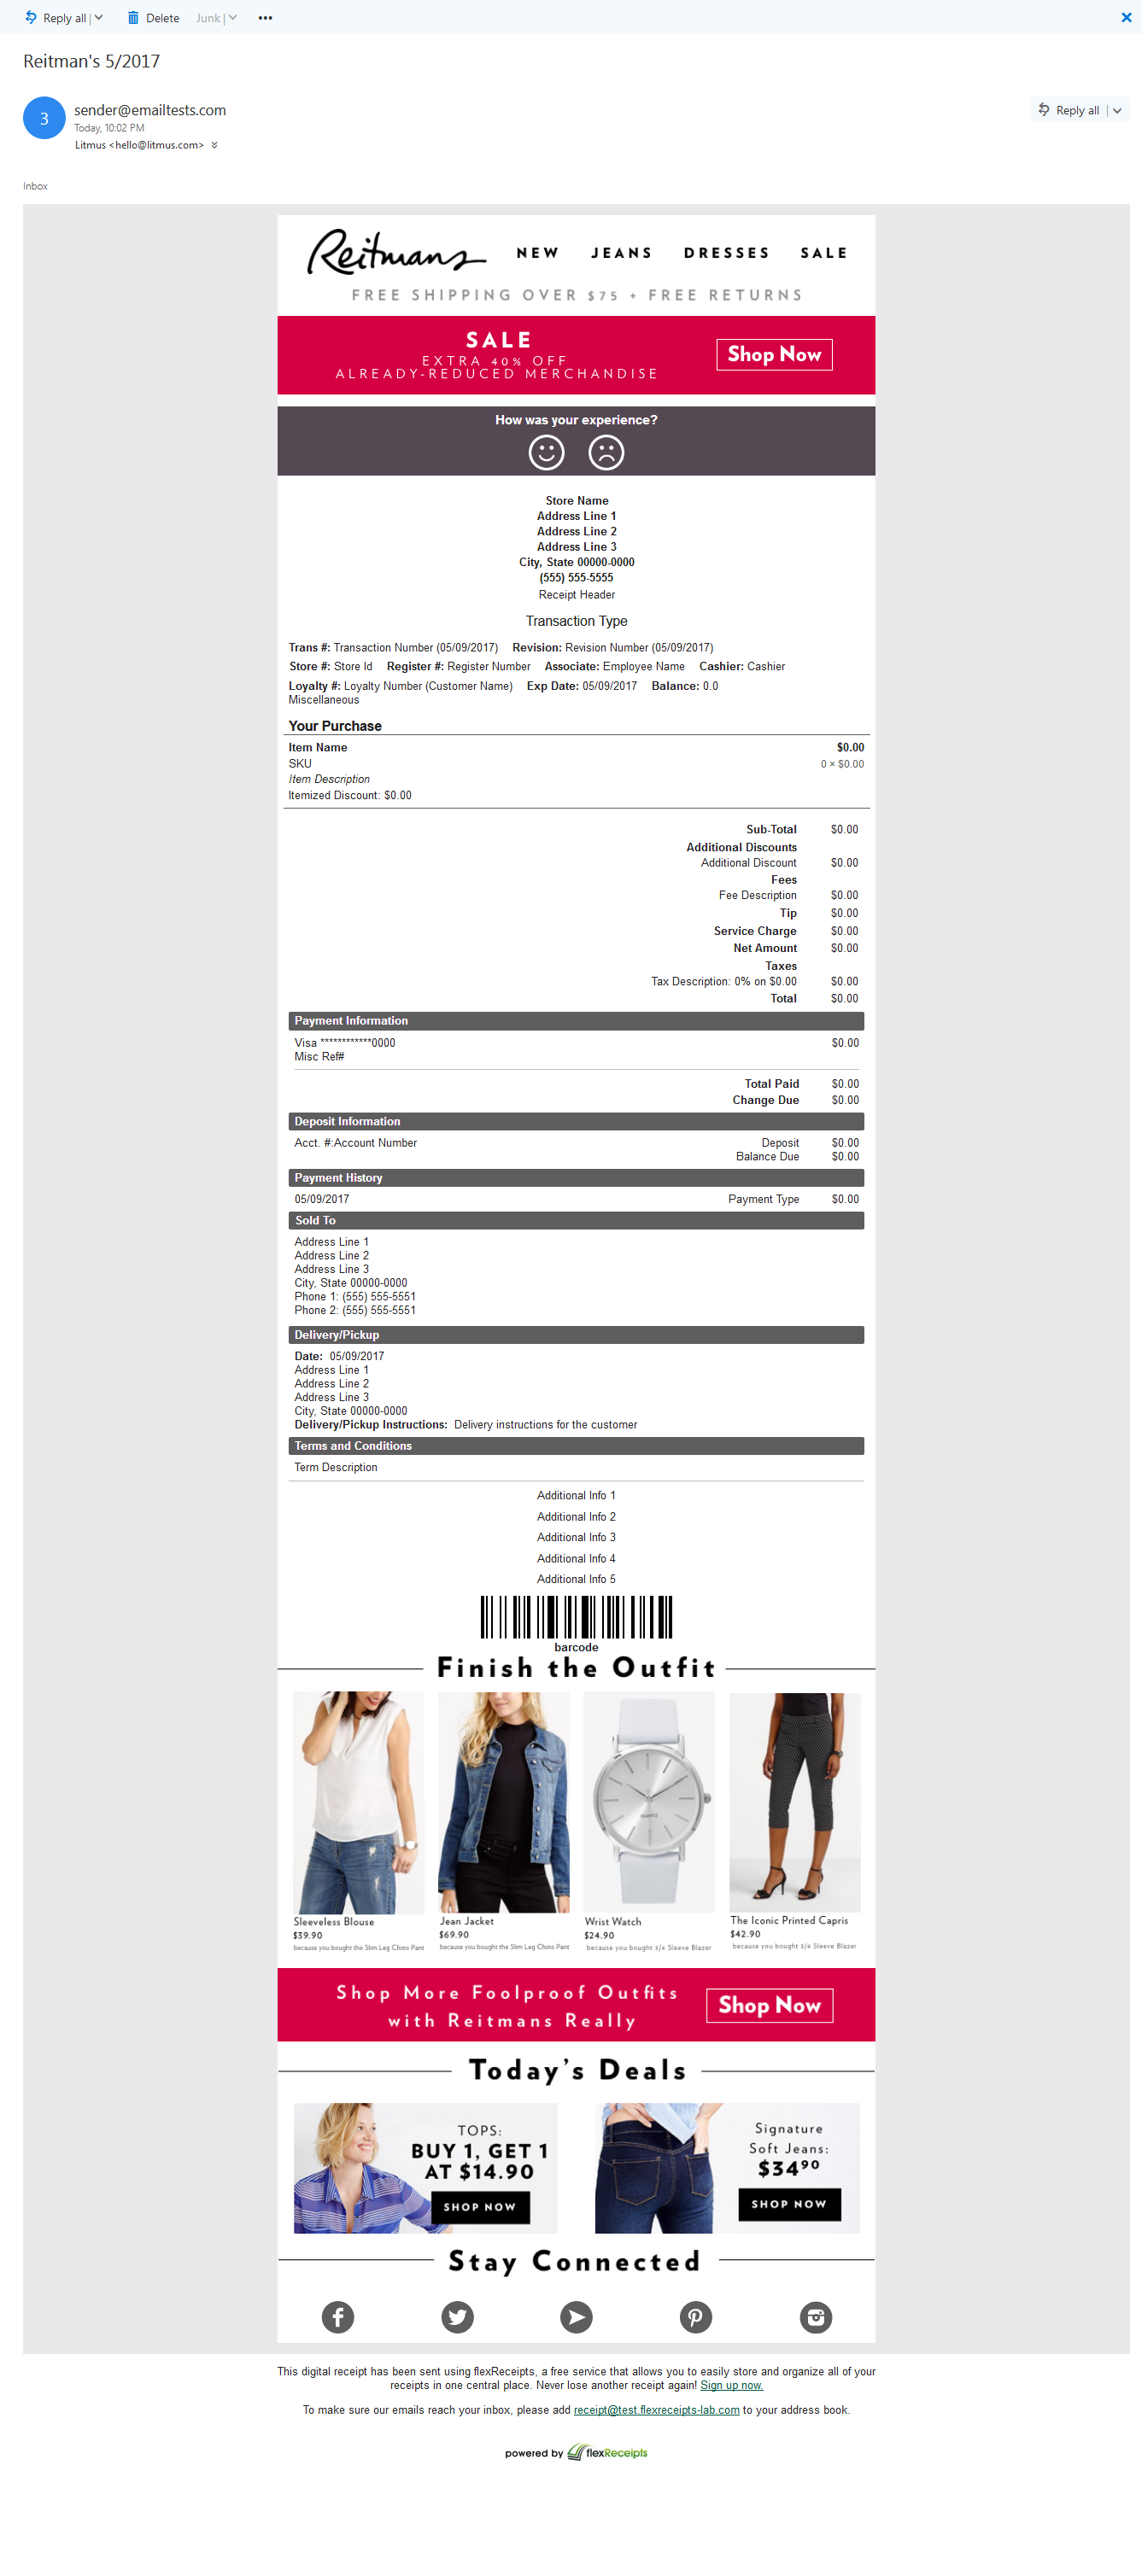 Reply all
Delete
Junk
Reitman's 5/2017
3
sender@emailtests.com
Today, 10:02 PM
Litmus <hello@litmus.com>
Reply all
Inbox
Reitmans NEW JEANS DRESSES SALE
FREE SHIPPING OVER $75 + FREE RETURNS
SALE
EXTRA 40% OFF
ALREADY-REDUCED MERCHANDISE
Shop Now
How was your experience?
Store Name
Address Line 1
Address Line 2
Address Line 3
City, State 00000-0000
(555) 555-5555
Receipt Header
Transaction Type
Trans #: Transaction Number (05/09/2017) Revision: Revision Number (05/09/2017)
Store #: Store Id Register #: Register Number Associate: Employee Name Cashier: Cashier
Loyalty #: Loyalty Number (Customer Name) Exp Date: 05/09/2017 Balance: 0.0
Miscellaneous
Your Purchase
Item Name $0.00
SKU 0 × $0.00
Item Description
Itemized Discount: $0.00
Sub-Total $0.00
Additional Discounts
Additional Discount $0.00
Fees
Fee Description $0.00
Tip $0.00
Service Charge $0.00
Net Amount $0.00
Taxes
Tax Description: 0% on $0.00 $0.00
Total $0.00
Payment Information
Visa ************0000 $0.00
Misc Ref#
Total Paid $0.00
Change Due $0.00
Deposit Information
Acct. #:Account Number Deposit $0.00
Balance Due $0.00
Payment History
05/09/2017 Payment Type $0.00
Sold To
Address Line 1
Address Line 2
Address Line 3
City, State 00000-0000
Phone 1: (555) 555-5551
Phone 2: (555) 555-5551
Delivery/Pickup
Date: 05/09/2017
Address Line 1
Address Line 2
Address Line 3
City, State 00000-0000
Delivery/Pickup Instructions: Delivery instructions for the customer
Terms and Conditions
Term Description
Additional Info 1
Additional Info 2
Additional Info 3
Additional Info 4
Additional Info 5
barcode
Finish the Outfit
QUARTZ
Sleeveless Blouse
$39.90
because you bought the Slim Leg Chino Pant
Jean Jacket
$69.90
because you bought the Slim Leg Chino Pant
Wrist Watch
$24.90
because you bought 3/4 Sleeve Blazer
The Iconic Printed Capris
$42.90
because you bought 3/4 Sleeve Blazer
Shop More Foolproof Outfits
with Reitmans Really
Shop Now
Today's Deals
TOPS:
BUY 1, GET 1
AT $14.90
SHOP NOW
Signature
Soft Jeans:
$34⁹⁰
SHOP NOW
Stay Connected
This digital receipt has been sent using flexReceipts, a free service that allows you to easily store and organize all of your
receipts in one central place. Never lose another receipt again! Sign up now.
To make sure our emails reach your inbox, please add receipt@test.flexreceipts-lab.com to your address book.
powered by flexReceipts